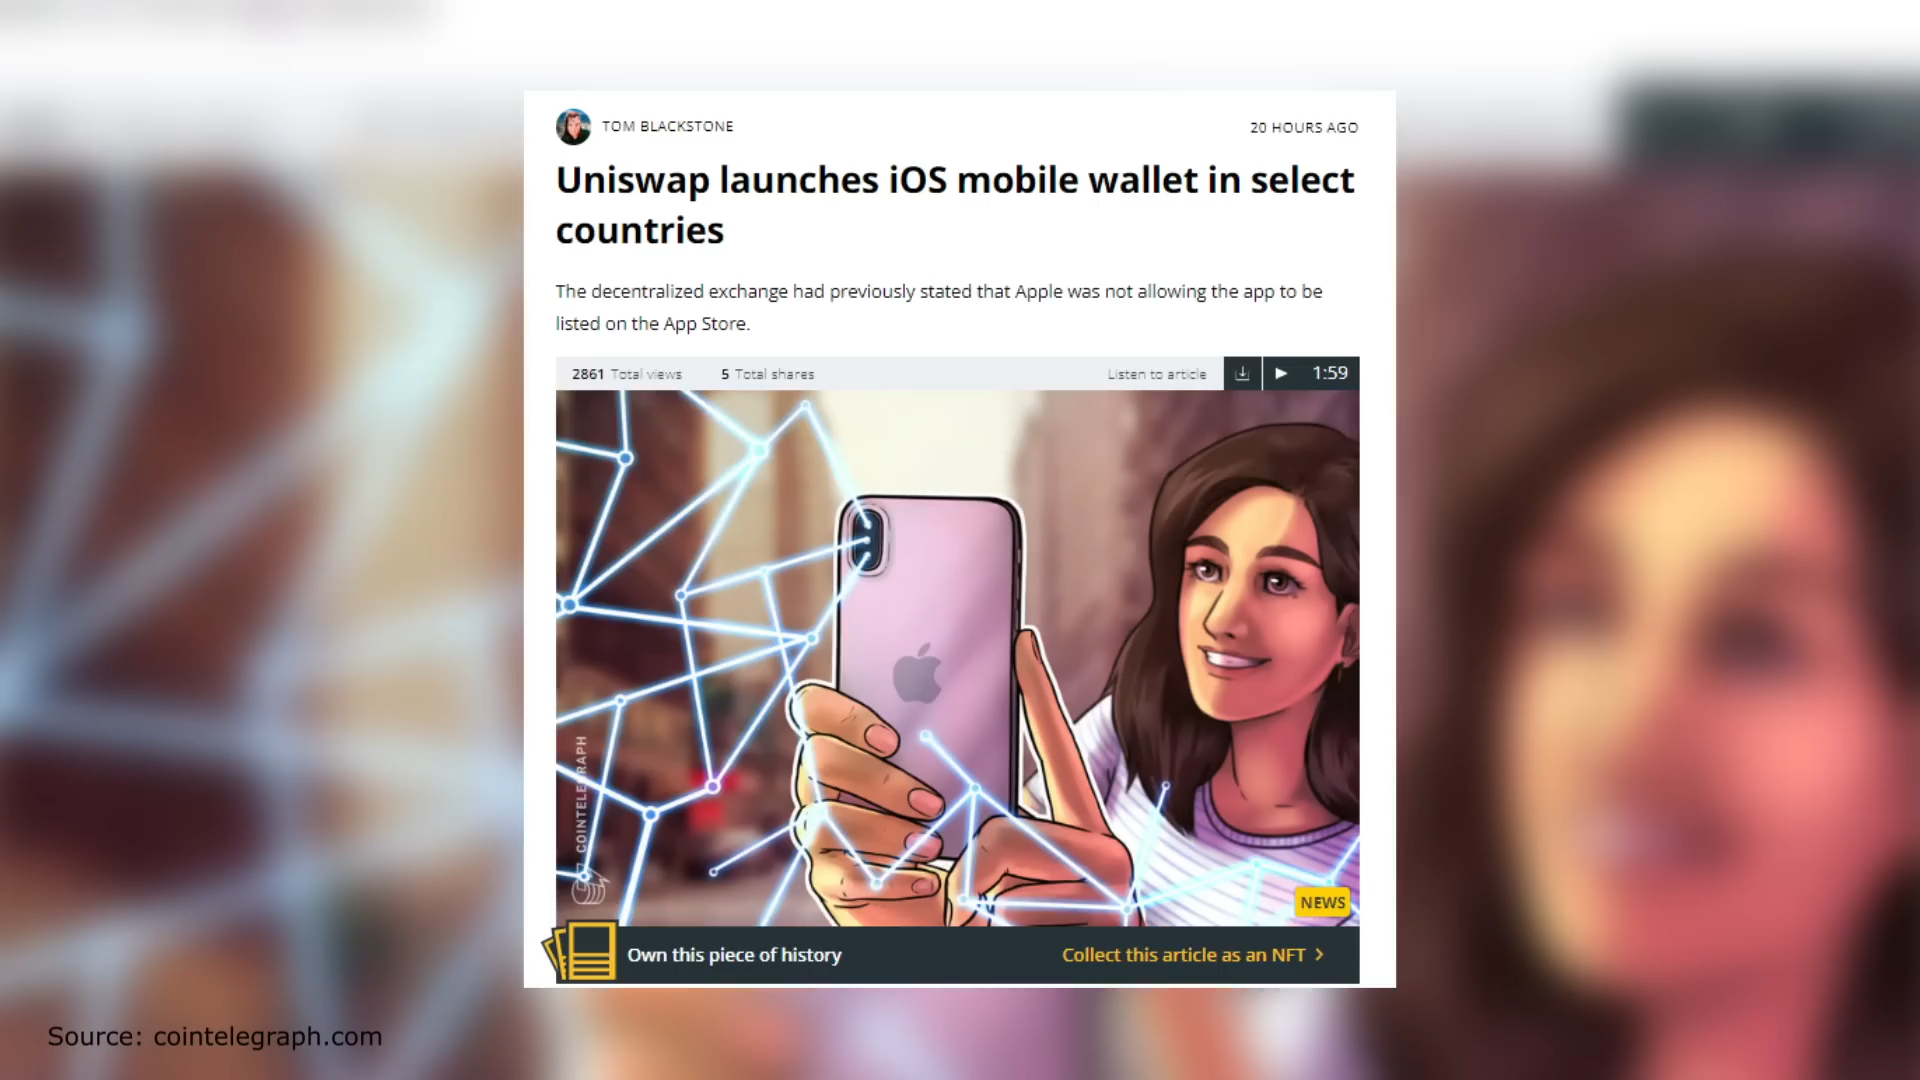 TOM BLACKSTONE
20 HOURS AGO
Uniswap launches iOS mobile wallet in select
countries
The decentralized exchange had previously stated that Apple was not allowing the app to be
listed on the App Store.
2861 Total views 5 Total shares Listen to article 1:59
COINTELEGRAPH
NEWS
Own this piece of history
Collect this article as an NFT
Source: cointelegraph.com